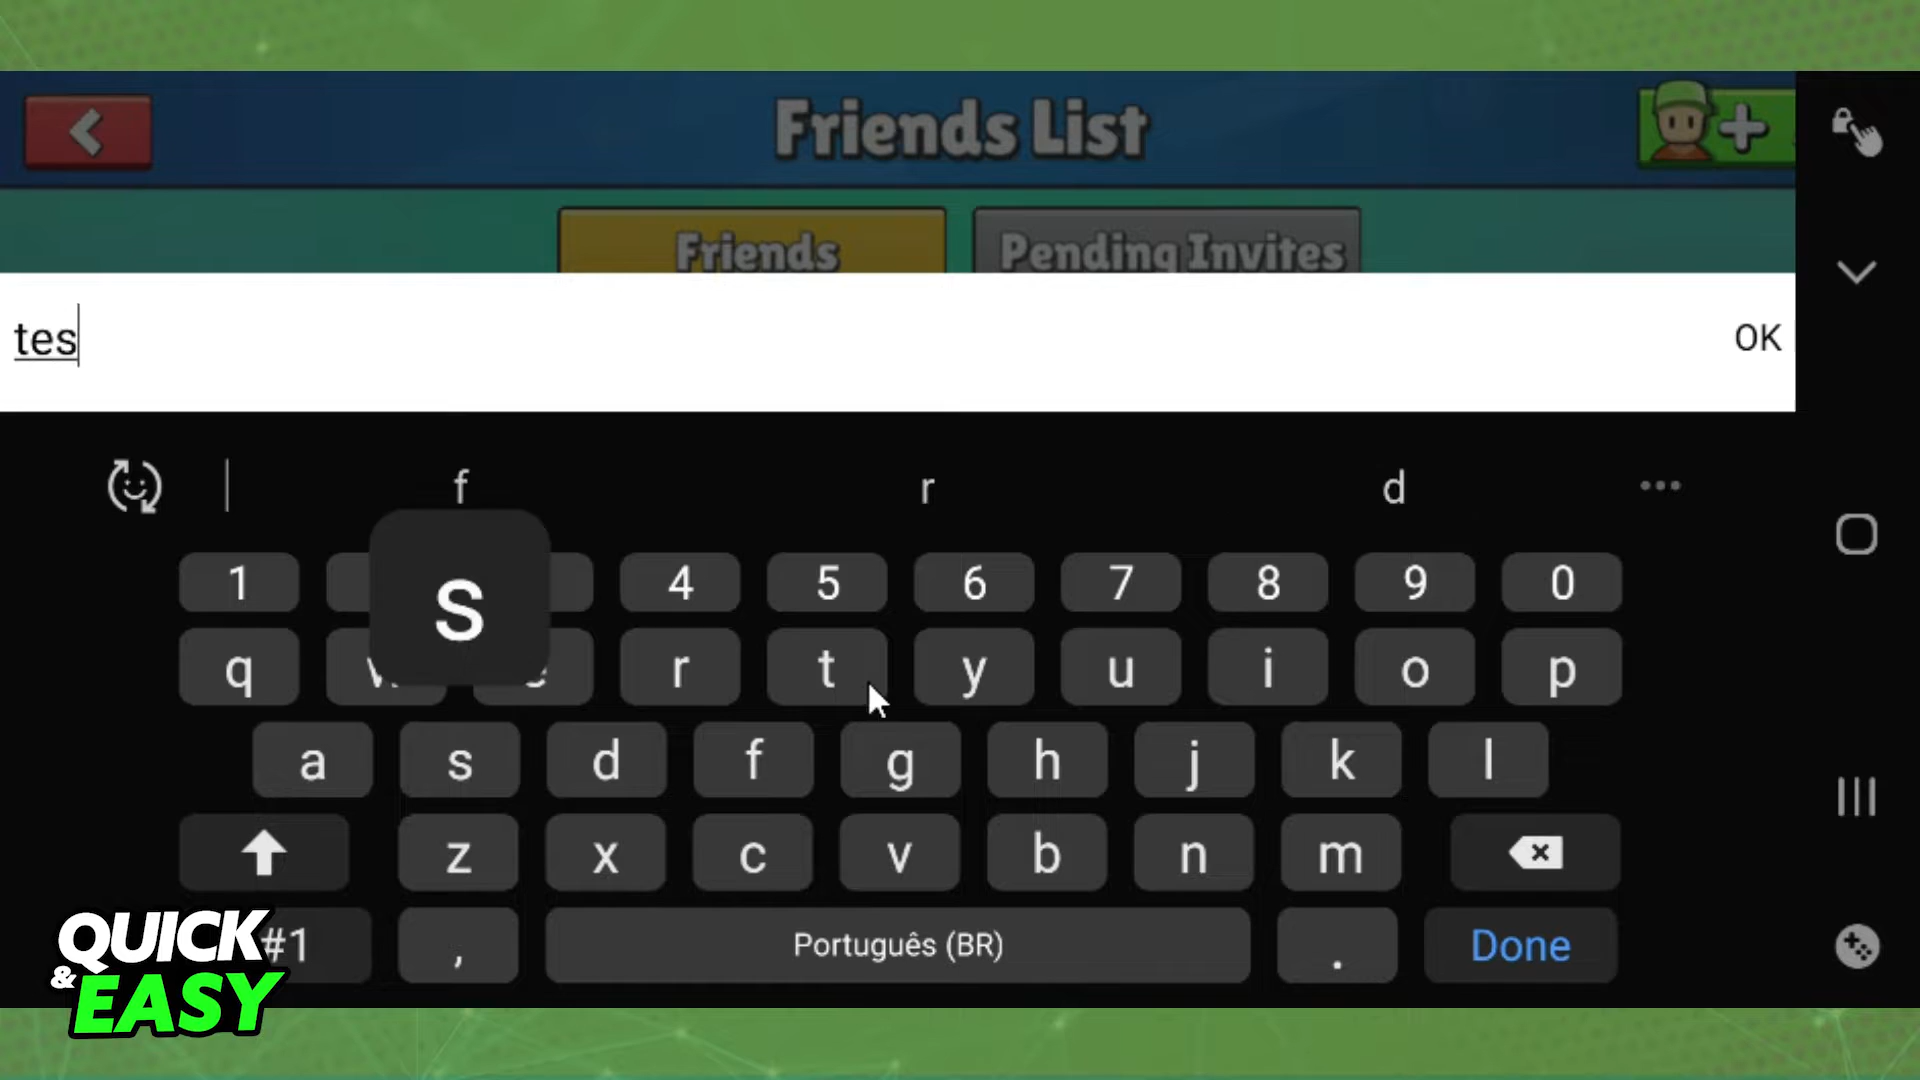 Friends List
Friends
Pending Invites
tes
OK
f r d
s
1 4 5 6 7 8 9 0
q r t y u i o p
a s d f g h j k l
z x c v b n m
#1 , Português (BR) . Done
QUICK
& EASY